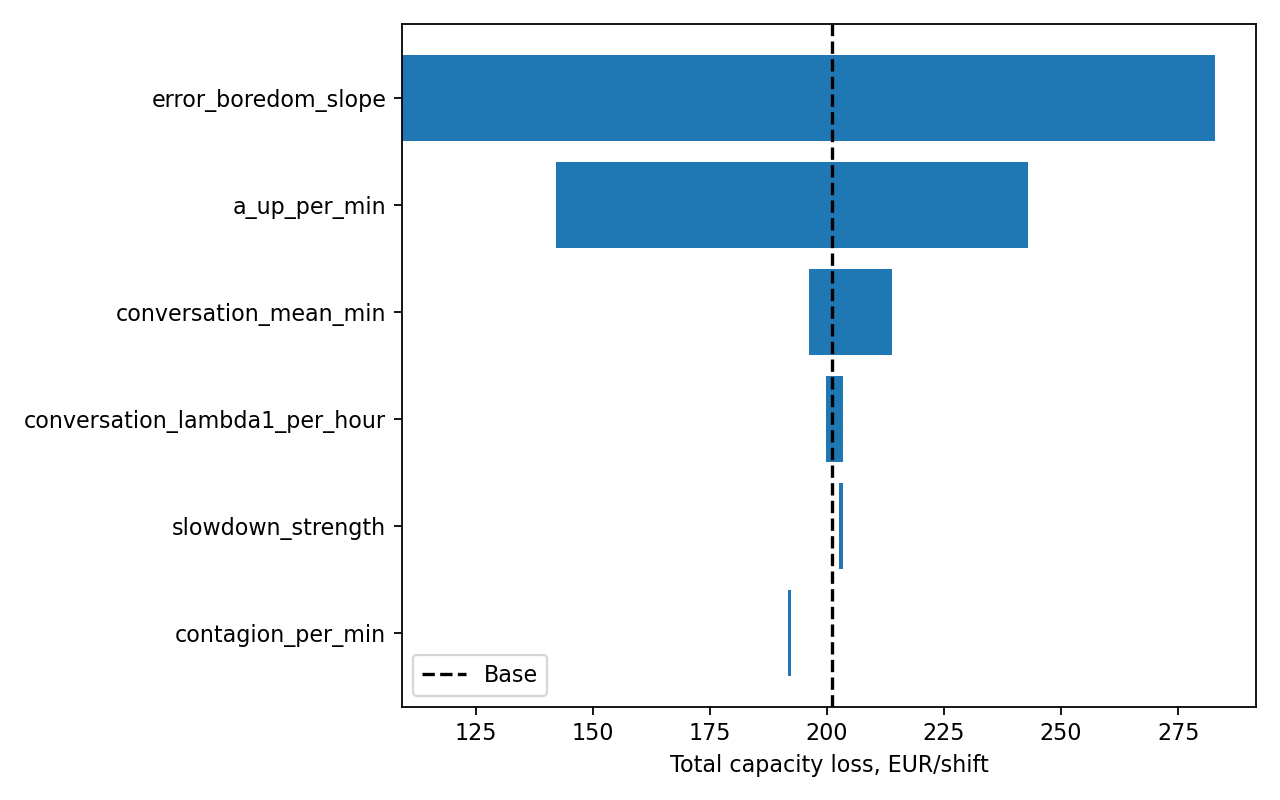 error_boredom_slope
a_up_per_min
conversation_mean_min
conversation_lambda1_per_hour
slowdown_strength
contagion_per_min
Base
125 150 175 200 225 250 275
Total capacity loss, EUR/shift